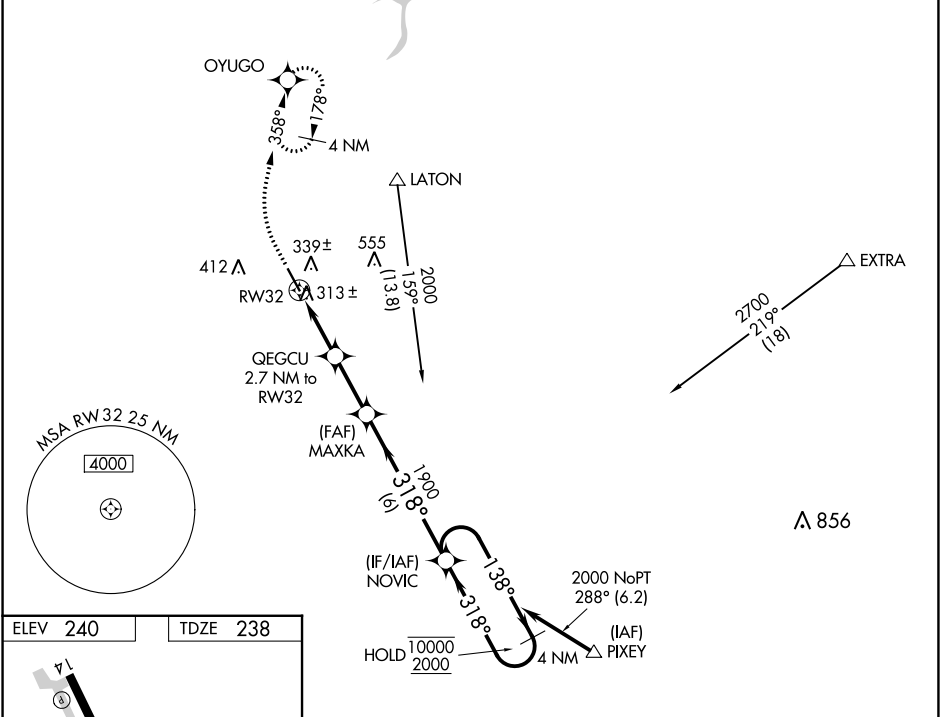 OYUGO
358°
178°
4 NM
LATON
412
339±
555
2000
159°
(13.8)
EXTRA
RW32
313±
2700
219°
(18)
QEGCU
2.7 NM to
RW32
(FAF)
MAXKA
MSA RW32 25 NM
4000
1900
318°
(6)
856
(IF/IAF)
NOVIC
138°
318°
2000 NoPT
288° (6.2)
(IAF)
PIXEY
HOLD 10000
2000
4 NM
ELEV 240
TDZE 238
14
P